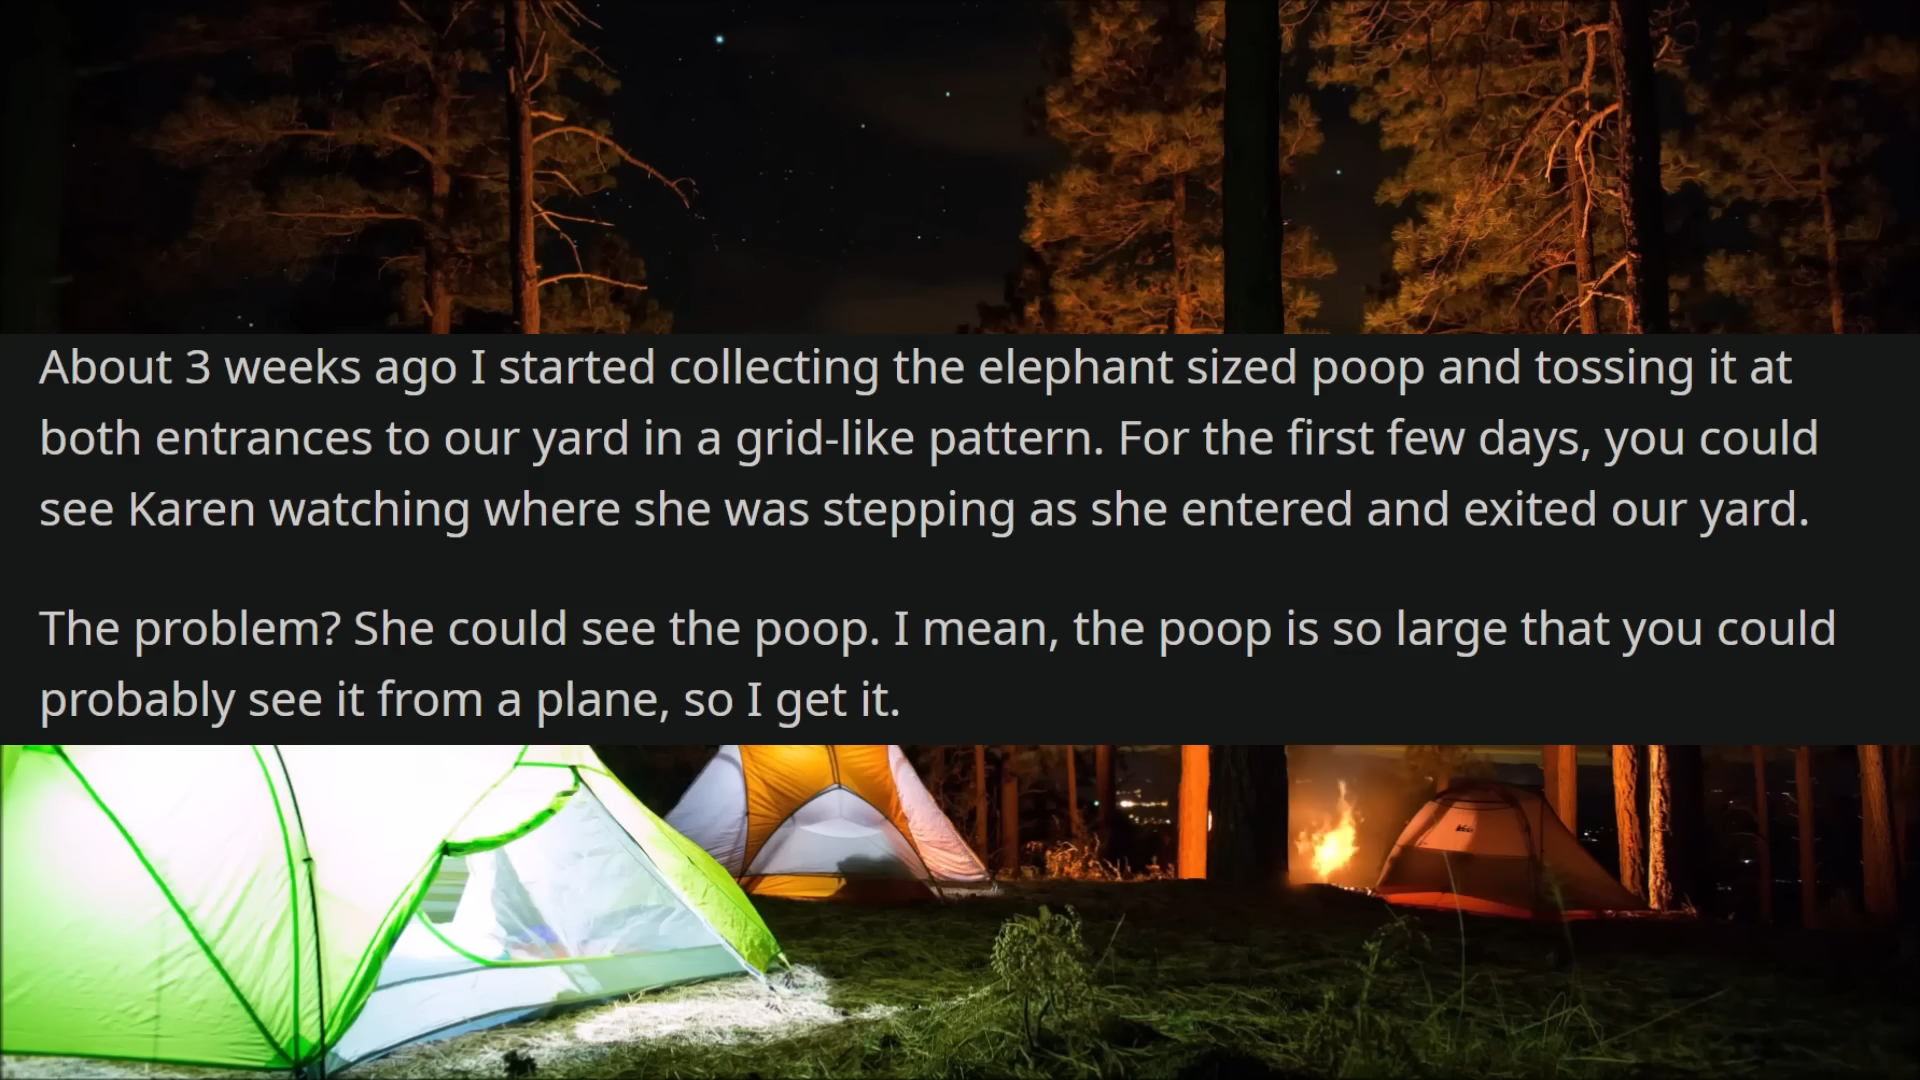 About 3 weeks ago I started collecting the elephant sized poop and tossing it at
both entrances to our yard in a grid-like pattern. For the first few days, you could
see Karen watching where she was stepping as she entered and exited our yard.
The problem? She could see the poop. I mean, the poop is so large that you could
probably see it from a plane, so I get it.